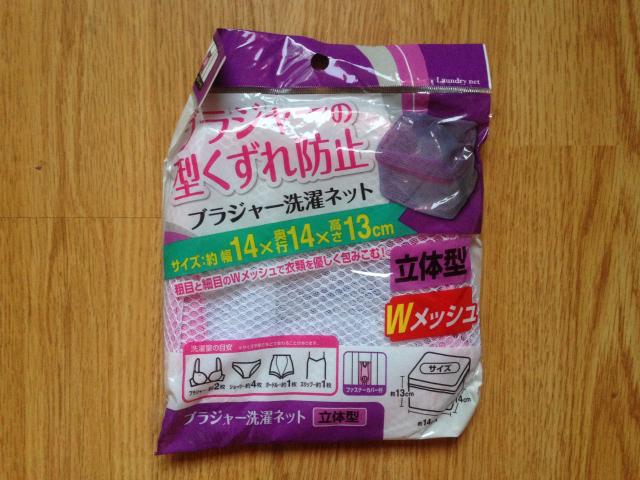 Laundry net
ブラジャーの
型くずれ防止
ブラジャー洗濯ネット
サイズ:約 幅14×奥行14×高さ13cm
粗目と細目のWメッシュで衣類を優しく包みこむ!
立体型
Wメッシュ
洗濯量の目安
ブラジャー約2枚 ショーツ約4枚 ガードル約1枚 スリップ約1枚
ファスナーカバー付
サイズ
約13cm
14cm
約14
ブラジャー洗濯ネット 立体型